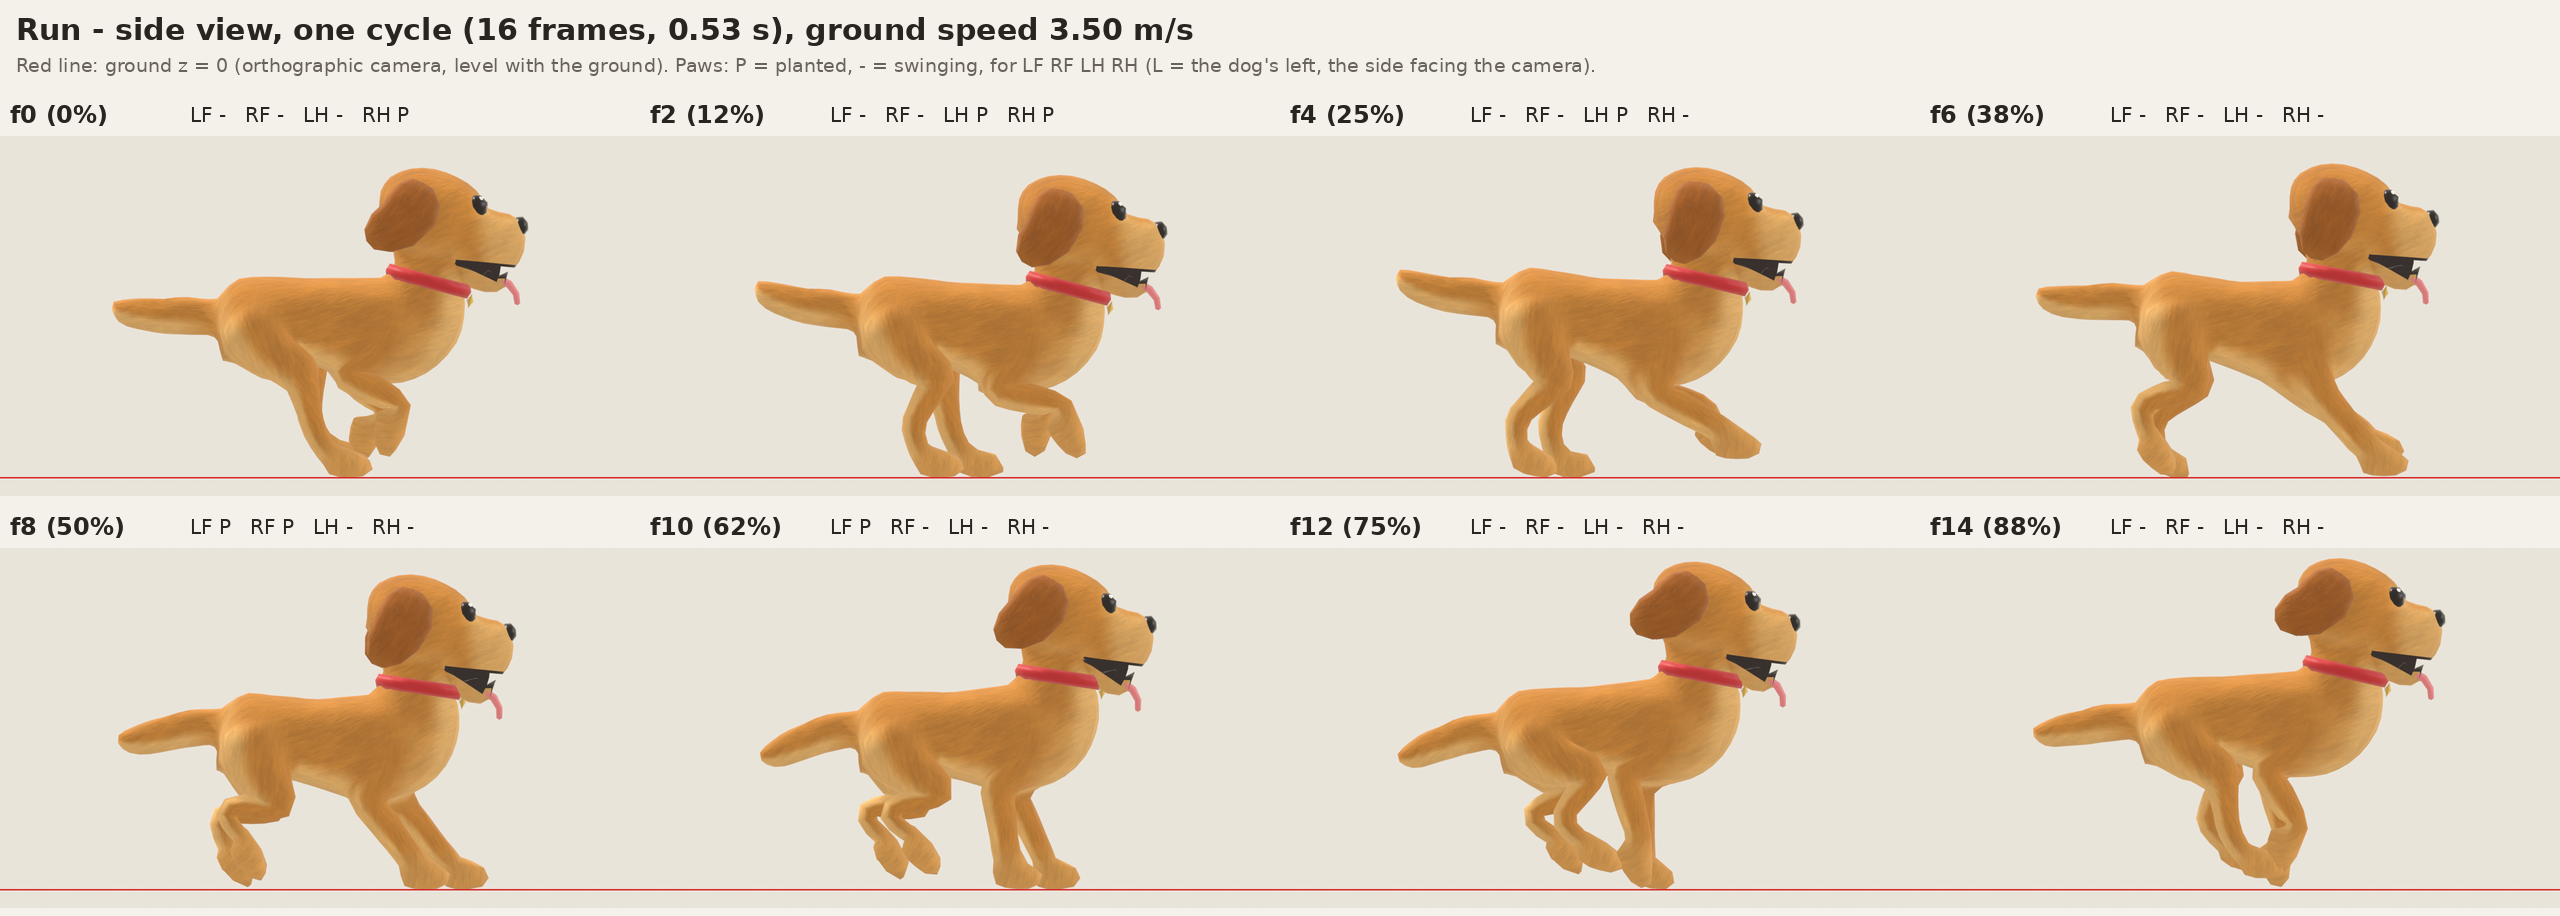 Run - side view, one cycle (16 frames, 0.53 s), ground speed 3.50 m/s
Red line: ground z = 0 (orthographic camera, level with the ground). Paws: P = planted, - = swinging, for LF RF LH RH (L = the dog's left, the side facing the camera).
f0 (0%) LF - RF - LH - RH P
f2 (12%) LF - RF - LH P RH P
f4 (25%) LF - RF - LH P RH -
f6 (38%) LF - RF - LH - RH -
f8 (50%) LF P RF P LH - RH -
f10 (62%) LF P RF - LH - RH -
f12 (75%) LF - RF - LH - RH -
f14 (88%) LF - RF - LH - RH -